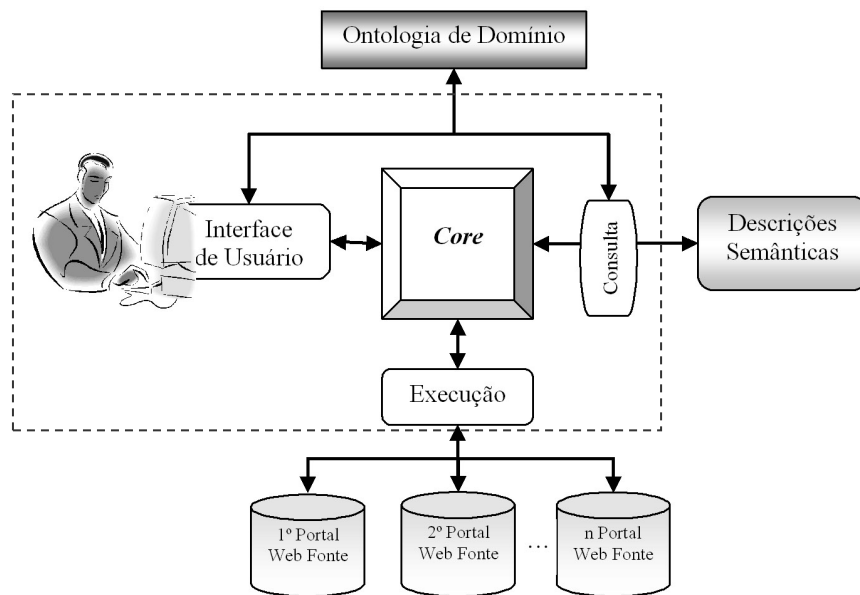 Ontologia de Domínio
Interface
de Usuário
Core
Consulta
Descrições
Semânticas
Execução
1º Portal
Web Fonte
2º Portal
Web Fonte
...
n Portal
Web Fonte